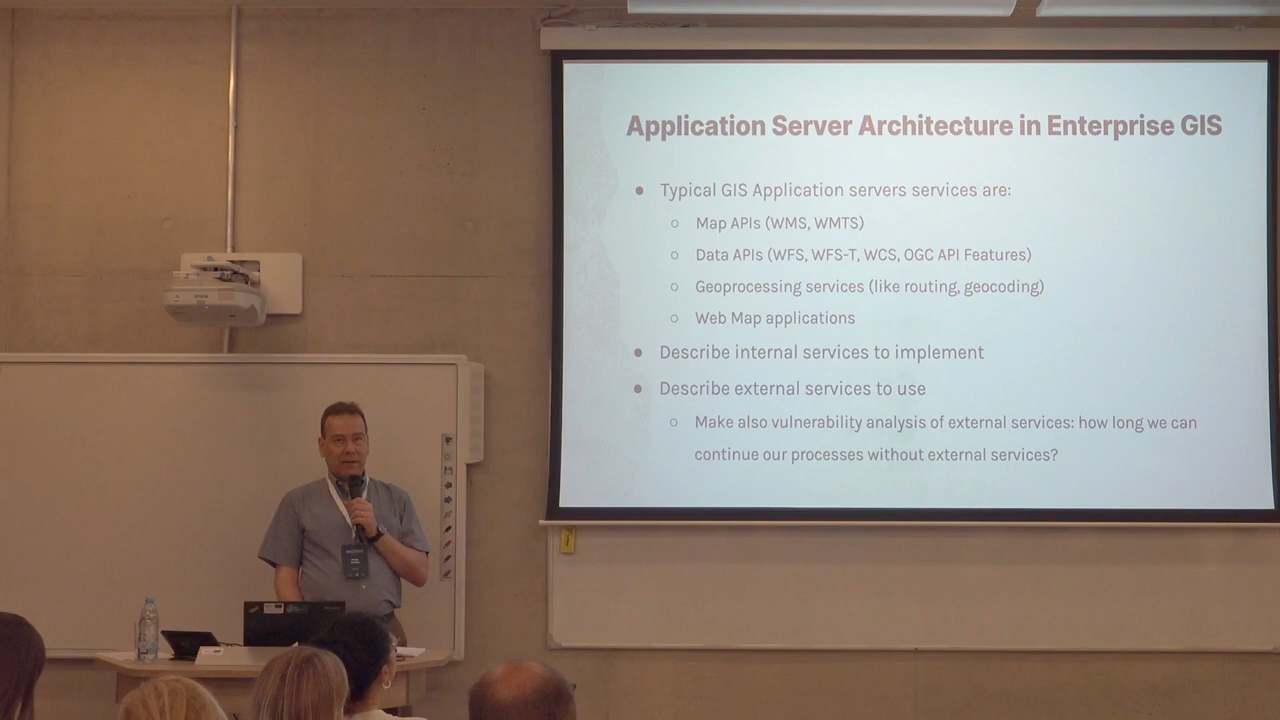 Application Server Architecture in Enterprise GIS
● Typical GIS Application servers services are:
○ Map APIs (WMS, WMTS)
○ Data APIs (WFS, WFS-T, WCS, OGC API Features)
○ Geoprocessing services (like routing, geocoding)
○ Web Map applications
● Describe internal services to implement
● Describe external services to use
○ Make also vulnerability analysis of external services: how long we can
continue our processes without external services?